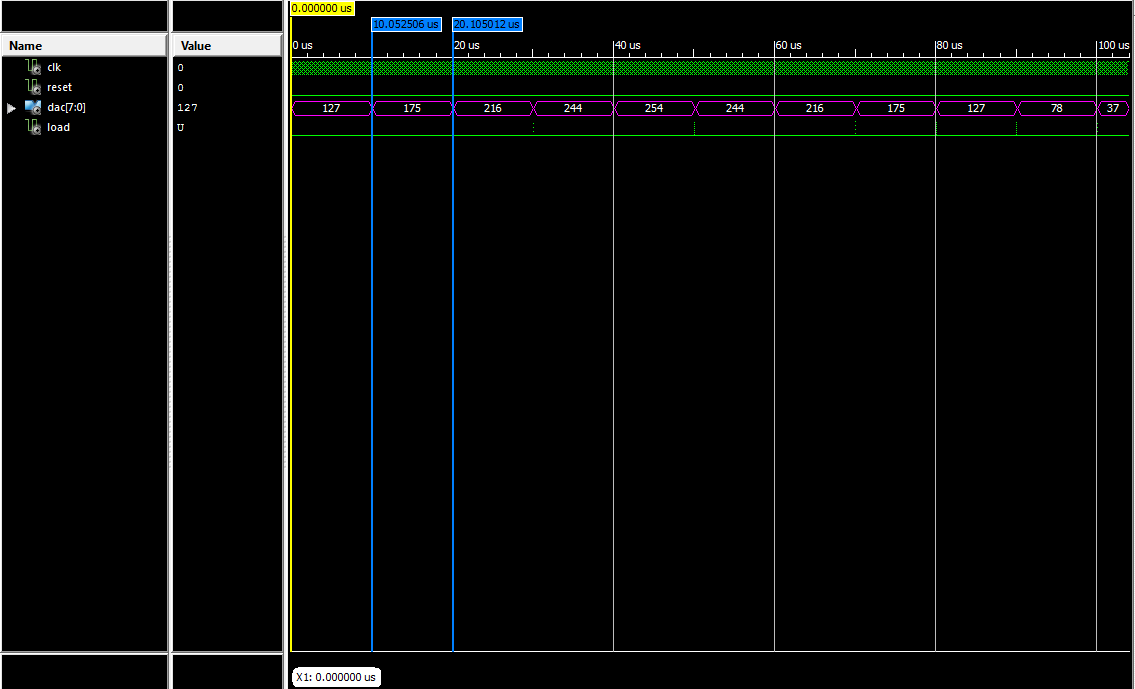 0.000000 us
10.052506 us 20.105012 us
Name Value 0 us 20 us 40 us 60 us 80 us 100 us
clk 0
reset 0
dac[7:0] 127 127 175 216 244 254 244 216 175 127 78 37
load U
X1: 0.000000 us